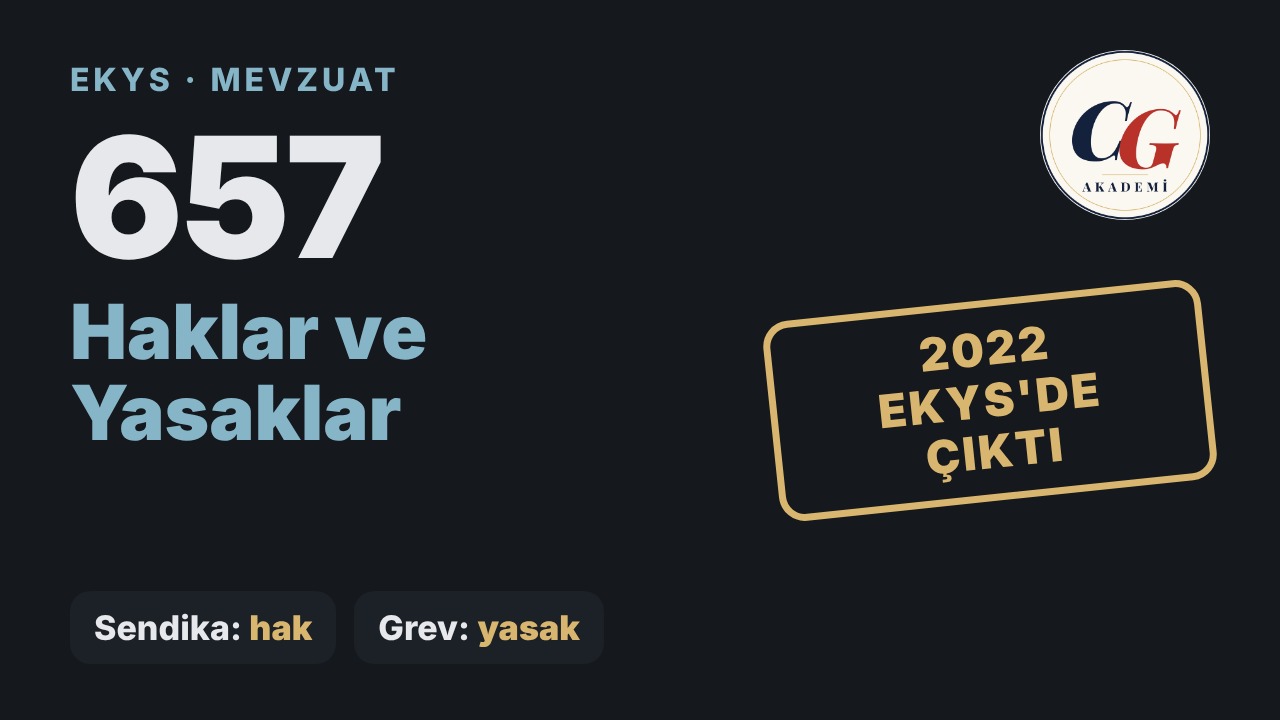 EKYS · MEVZUAT
657
Haklar ve
Yasaklar
CG
AKADEMİ
2022
EKYS'DE
ÇIKTI
Sendika: hak
Grev: yasak